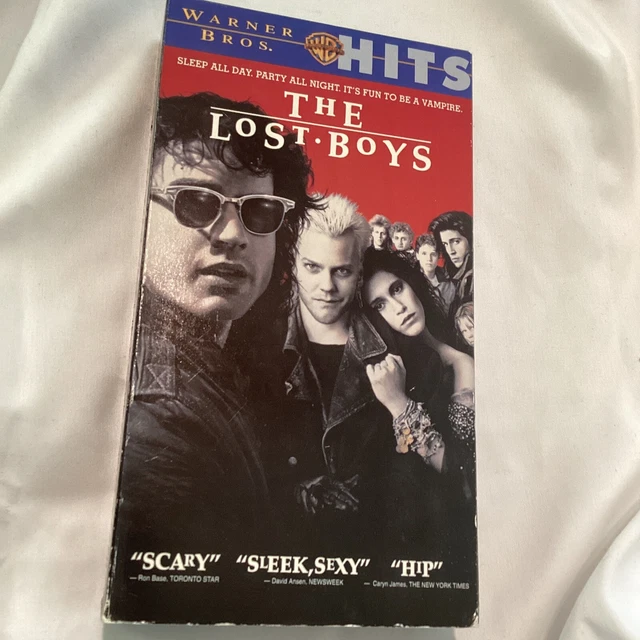 WARNER
BROS.
WB
HITS
SLEEP ALL DAY. PARTY ALL NIGHT. IT'S FUN TO BE A VAMPIRE.
THE
LOST·BOYS
"SCARY" "SLEEK, SEXY" "HIP"
— Ron Base, TORONTO STAR — David Ansen, NEWSWEEK — Caryn James, THE NEW YORK TIMES